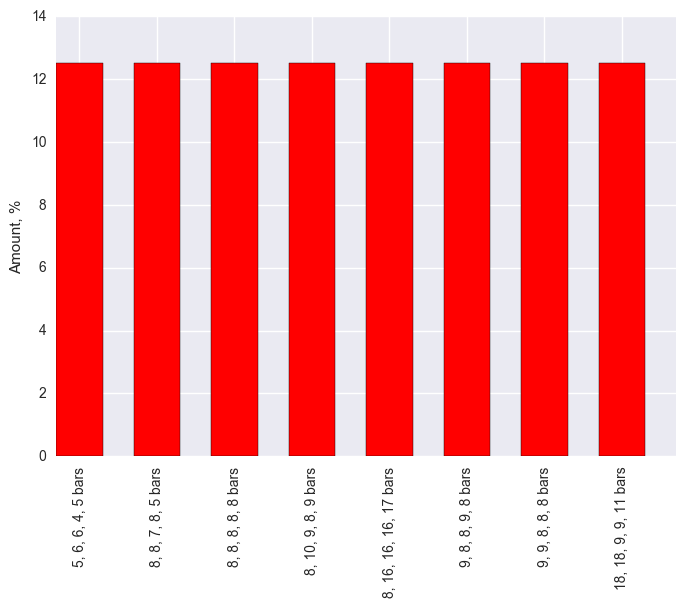 14
12
10
8
6
4
2
0
Amount, %
5, 6, 6, 4, 5 bars
8, 8, 7, 8, 5 bars
8, 8, 8, 8, 8 bars
8, 10, 9, 8, 9 bars
8, 16, 16, 16, 17 bars
9, 8, 8, 9, 8 bars
9, 9, 8, 8, 8 bars
18, 18, 9, 9, 11 bars